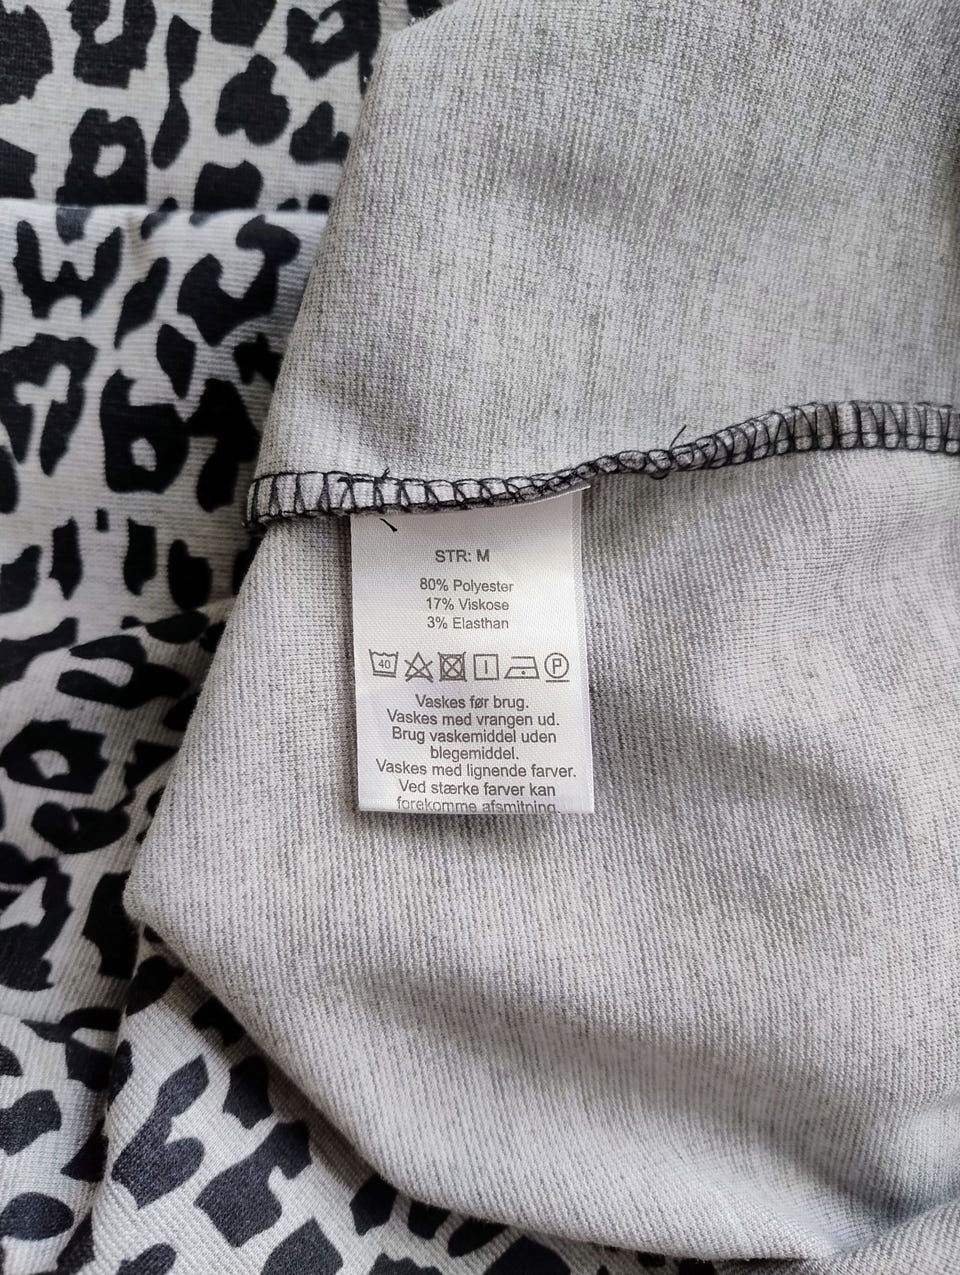 STR: M
80% Polyester
17% Viskose
3% Elasthan
40 P
Vaskes før brug.
Vaskes med vrangen ud.
Brug vaskemiddel uden
blegemiddel.
Vaskes med lignende farver.
Ved stærke farver kan
forekomme afsmitning.